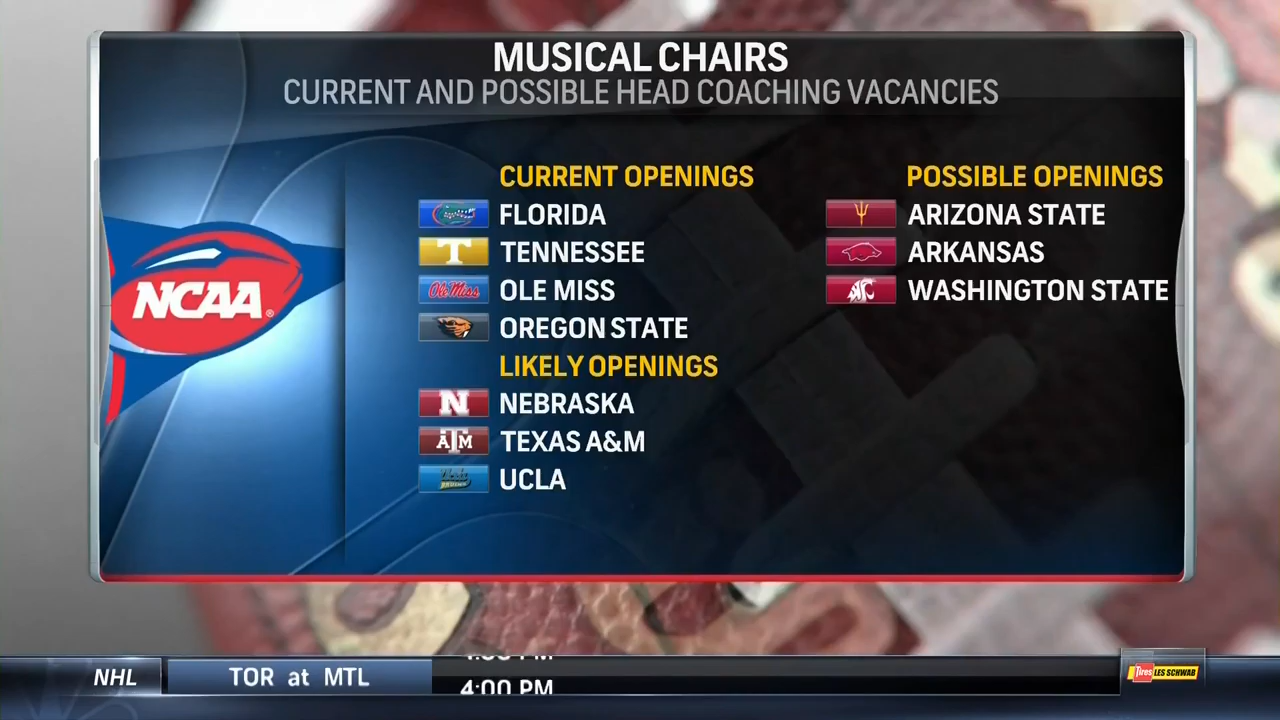 MUSICAL CHAIRS
CURRENT AND POSSIBLE HEAD COACHING VACANCIES
NCAA
CURRENT OPENINGS
FLORIDA
T TENNESSEE
Ole Miss OLE MISS
OREGON STATE
LIKELY OPENINGS
N NEBRASKA
ATM TEXAS A&M
UCLA
POSSIBLE OPENINGS
ARIZONA STATE
ARKANSAS
WASHINGTON STATE
NHL
TOR at MTL
4:00 PM
Tires LES SCHWAB